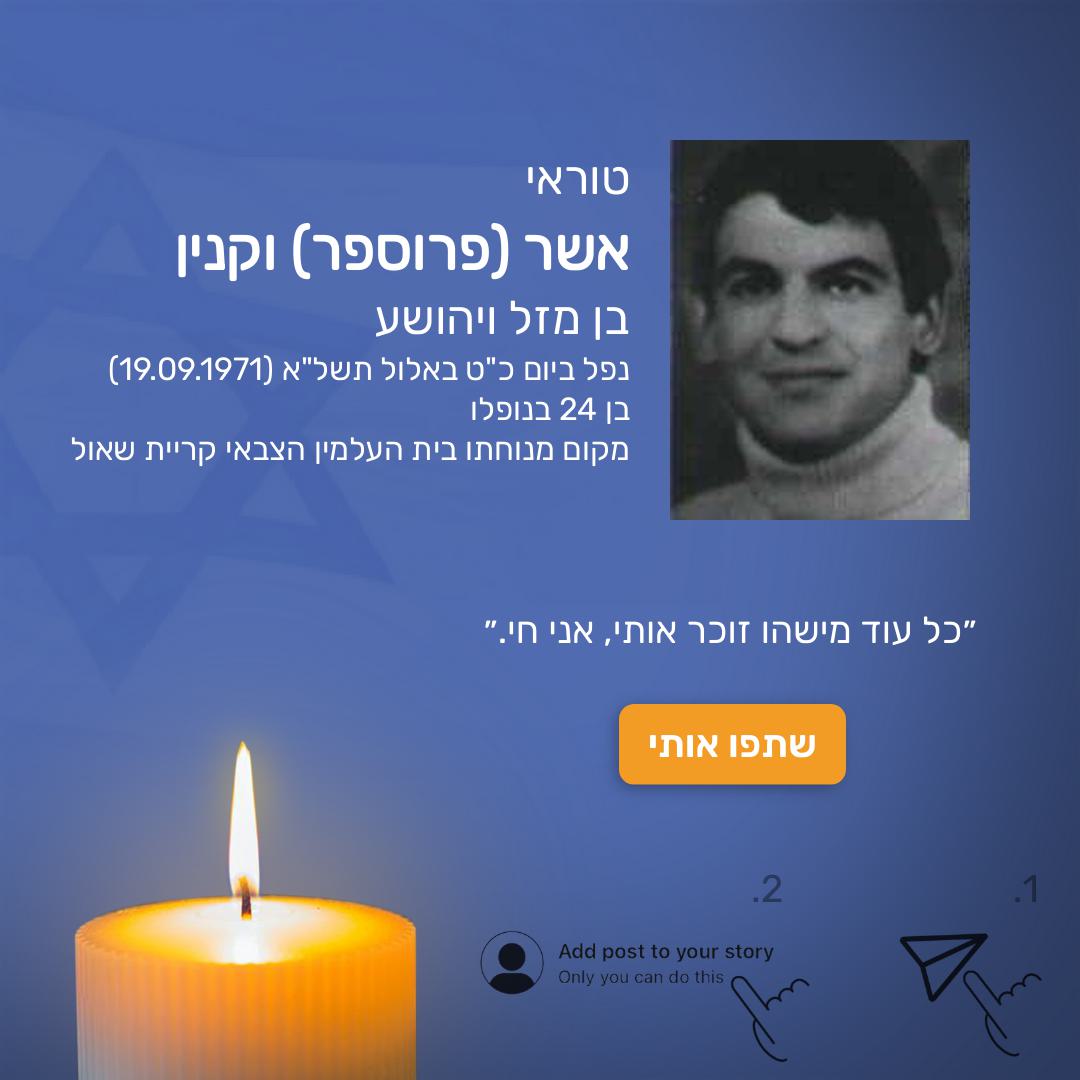 טוראי
אשר (פרוספר) וקנין
בן מזל ויהושע
נפל ביום כ"ט באלול תשל"א (19.09.1971)
בן 24 בנופלו
מקום מנוחתו בית העלמין הצבאי קריית שאול
״כל עוד מישהו זוכר אותי, אני חי.״
שתפו אותי
1.
2.
Add post to your story
Only you can do this